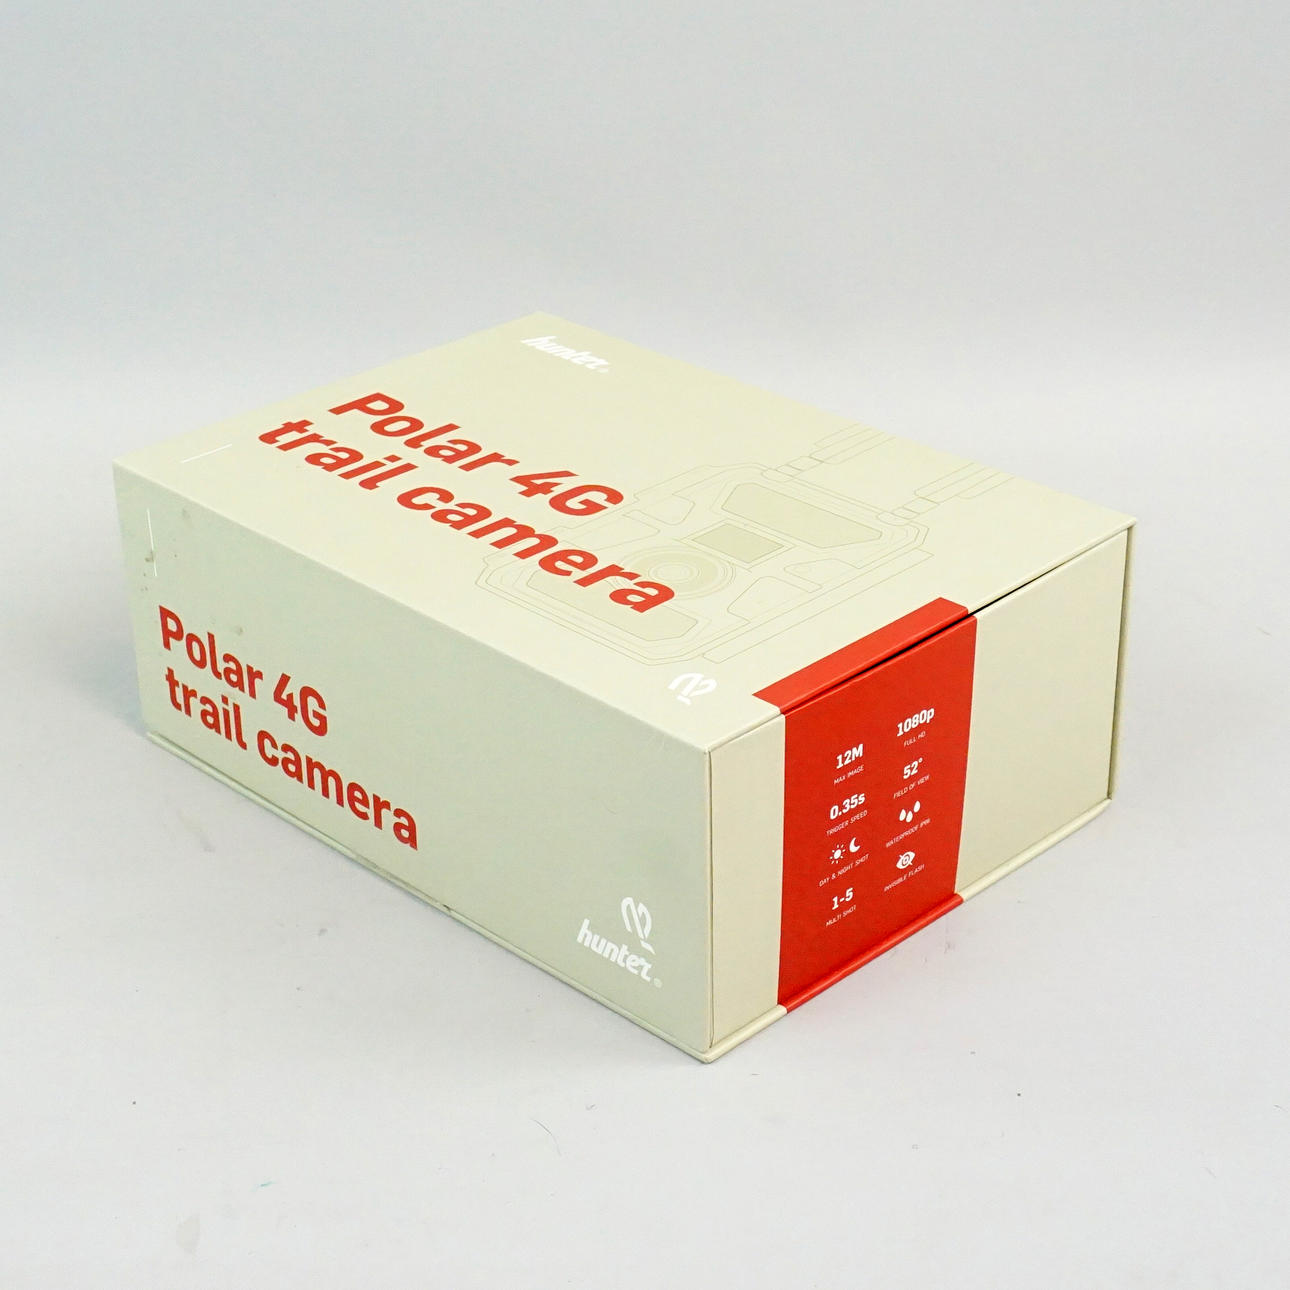 hunter®
Polar 4G
trail camera
Polar 4G
trail camera
hunter®
12M
MAX IMAGE
0.35s
TRIGGER SPEED
DAY & NIGHT SHOT
1-5
MULTI SHOT
1080p
FULL HD
52°
FIELD OF VIEW
WATERPROOF IP66
INVISIBLE FLASH